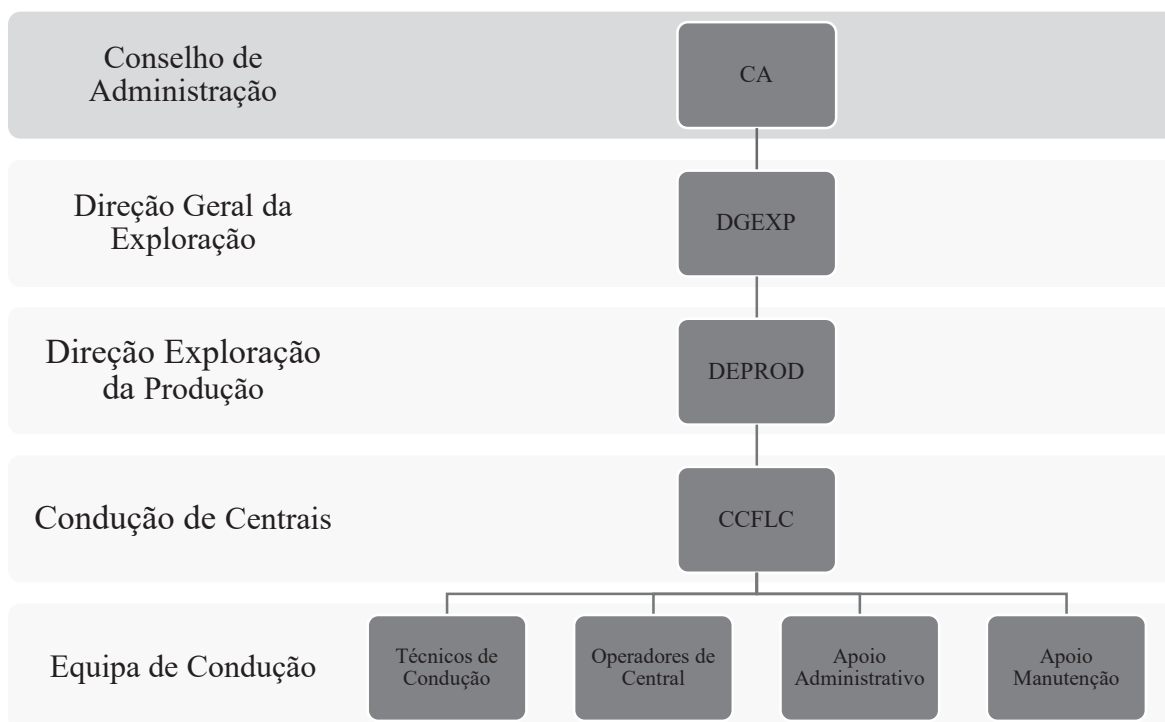 Conselho de
Administração
CA
Direção Geral da
Exploração
DGEXP
Direção Exploração
da Produção
DEPROD
Condução de Centrais
CCFLC
Equipa de Condução
Técnicos de
Condução
Operadores de
Central
Apoio
Administrativo
Apoio
Manutenção